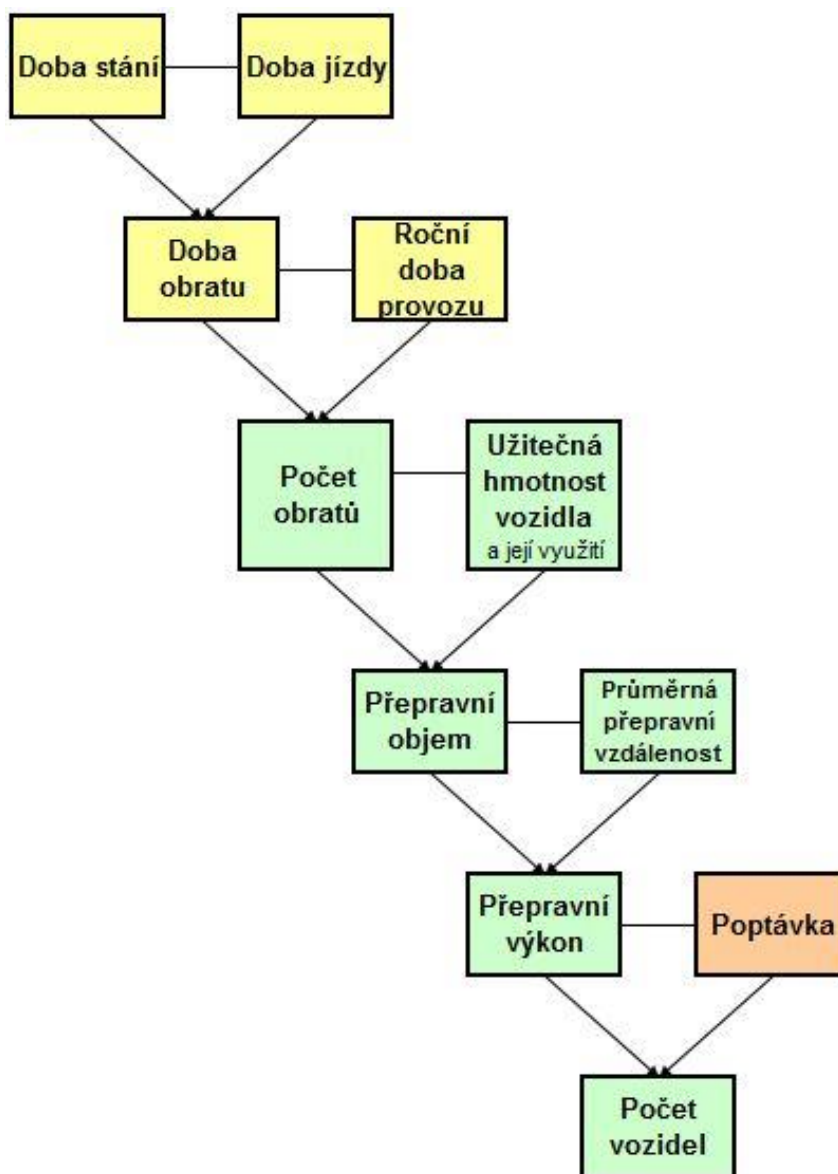 Doba stání
Doba jízdy
Doba
obratu
Roční
doba
provozu
Počet
obratů
Užitečná
hmotnost
vozidla
a její využití
Přepravní
objem
Průměrná
přepravní
vzdálenost
Přepravní
výkon
Poptávka
Počet
vozidel